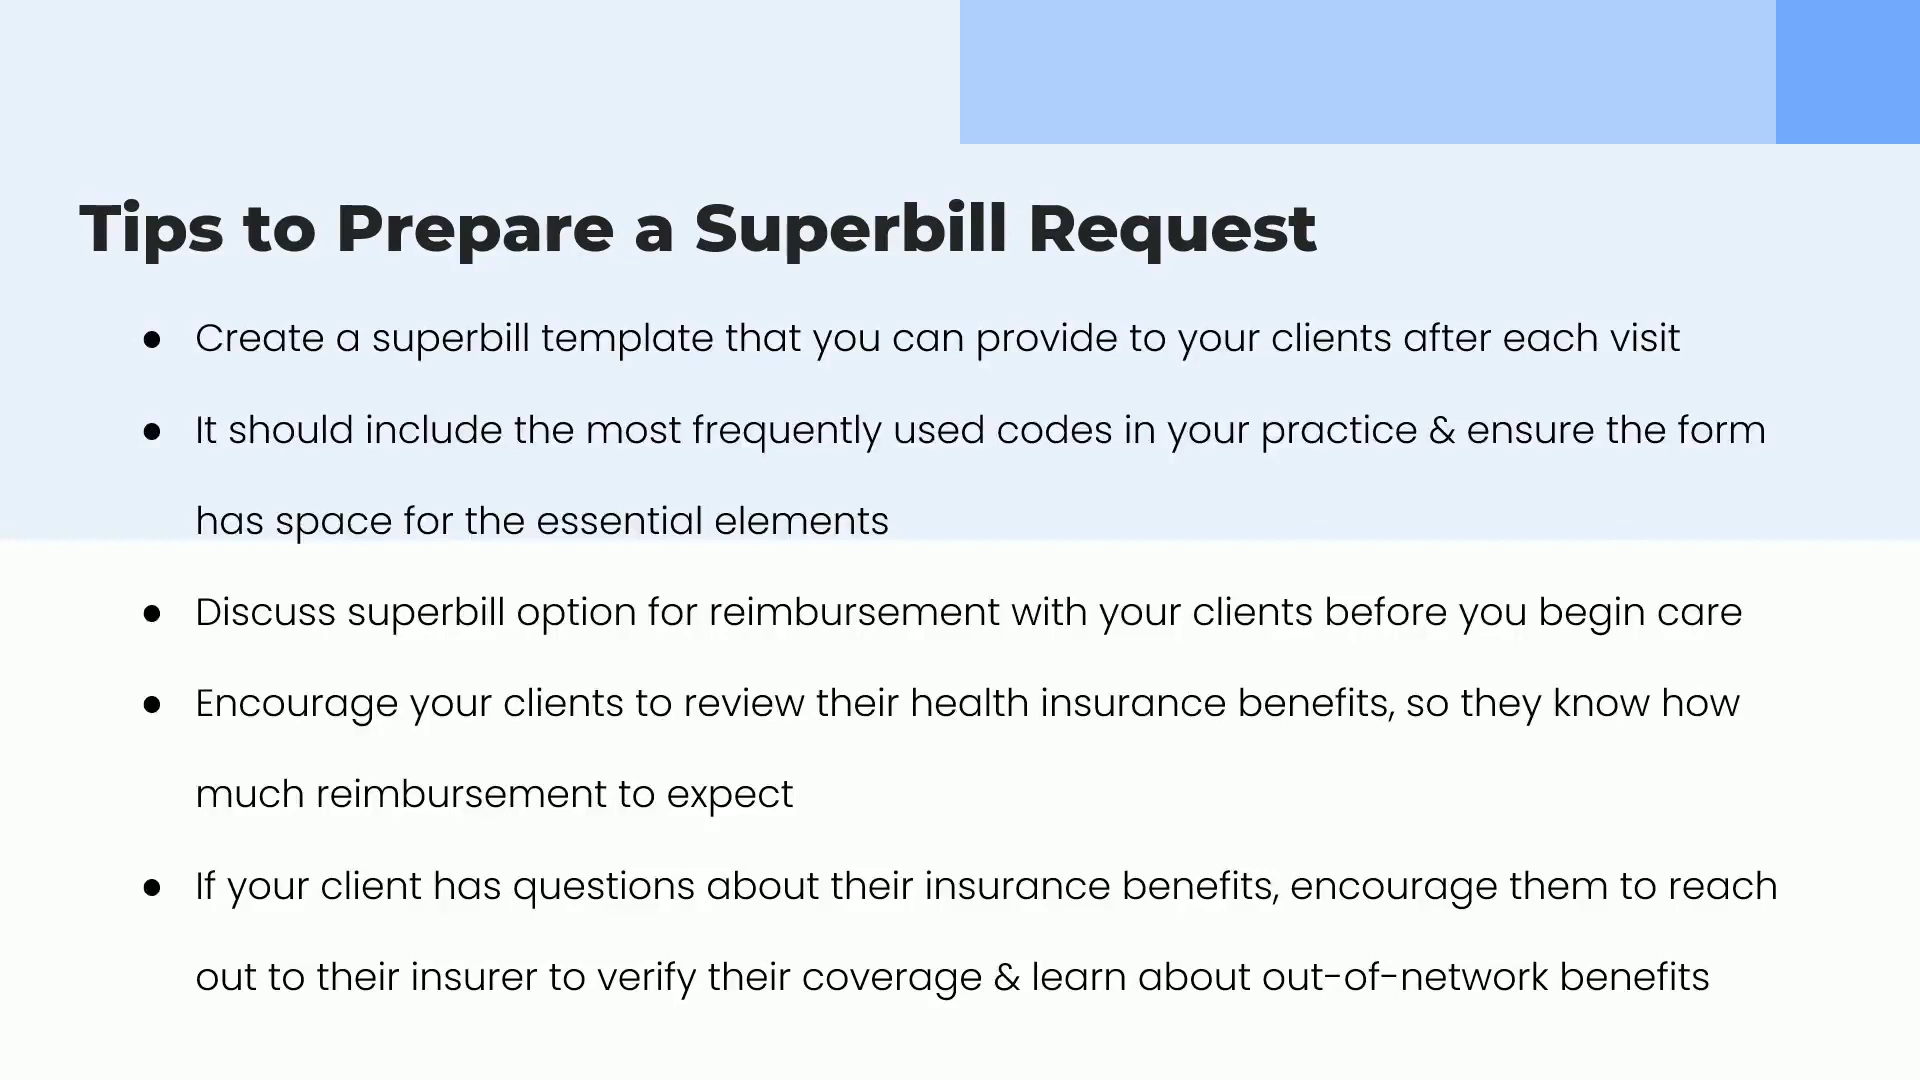 Tips to Prepare a Superbill Request
● Create a superbill template that you can provide to your clients after each visit
● It should include the most frequently used codes in your practice & ensure the form
has space for the essential elements
● Discuss superbill option for reimbursement with your clients before you begin care
● Encourage your clients to review their health insurance benefits, so they know how
much reimbursement to expect
● If your client has questions about their insurance benefits, encourage them to reach
out to their insurer to verify their coverage & learn about out-of-network benefits